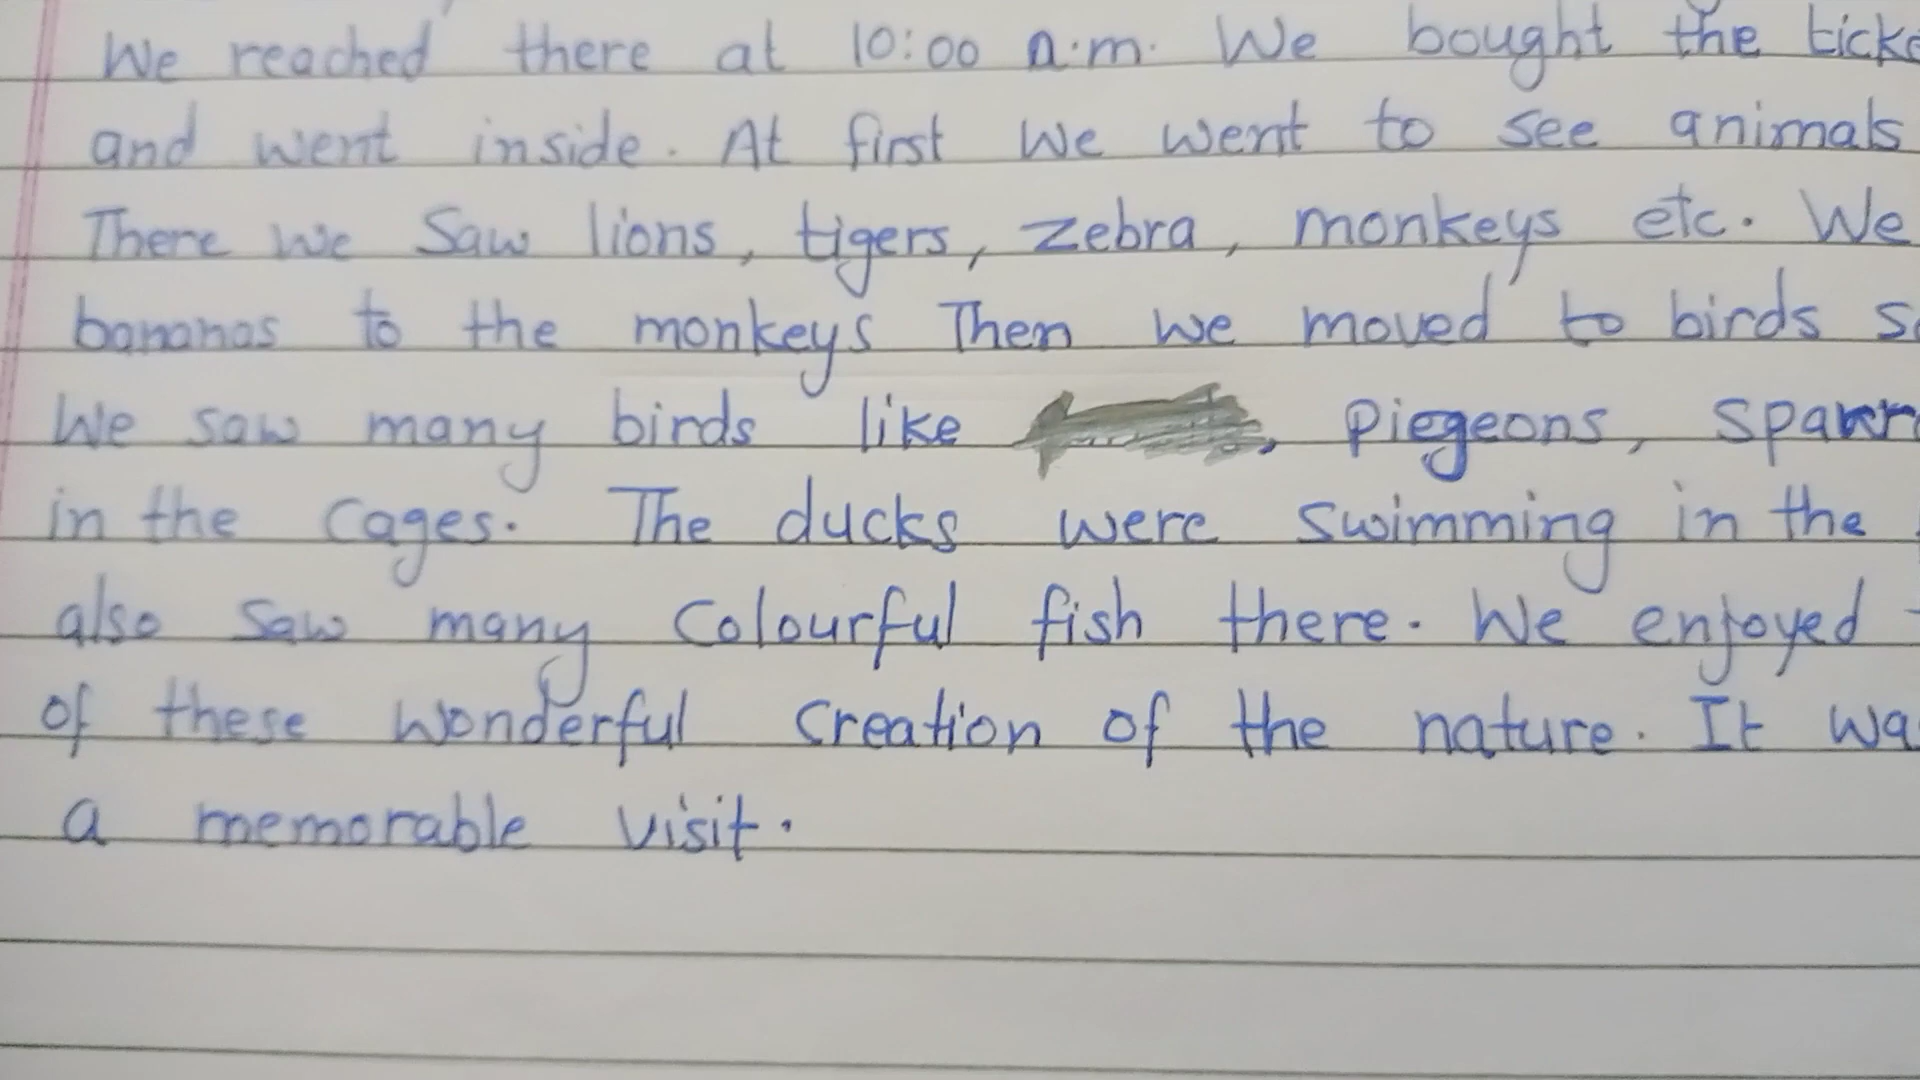 We reached there at 10:00 a.m. We bought the
and went inside. At first we went to see animals
There we saw lions, tigers, zebra, monkeys etc. We
bananas to the monkeys Then we moved to birds
We saw many birds like , piegeons,
in the cages. The ducks were swimming in the
also saw many colourful fish there. We enjoyed
of these wonderful creation of the nature. It
a memorable visit.